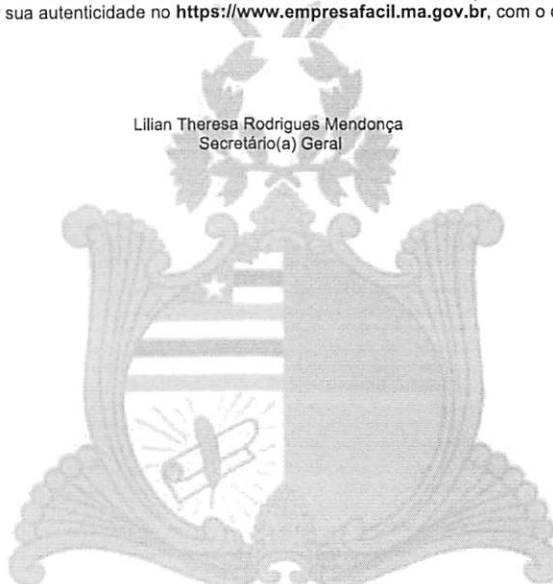 sua autenticidade no https://www.empresafacil.ma.gov.br, com o
Lilian Theresa Rodrigues Mendonça
Secretário(a) Geral